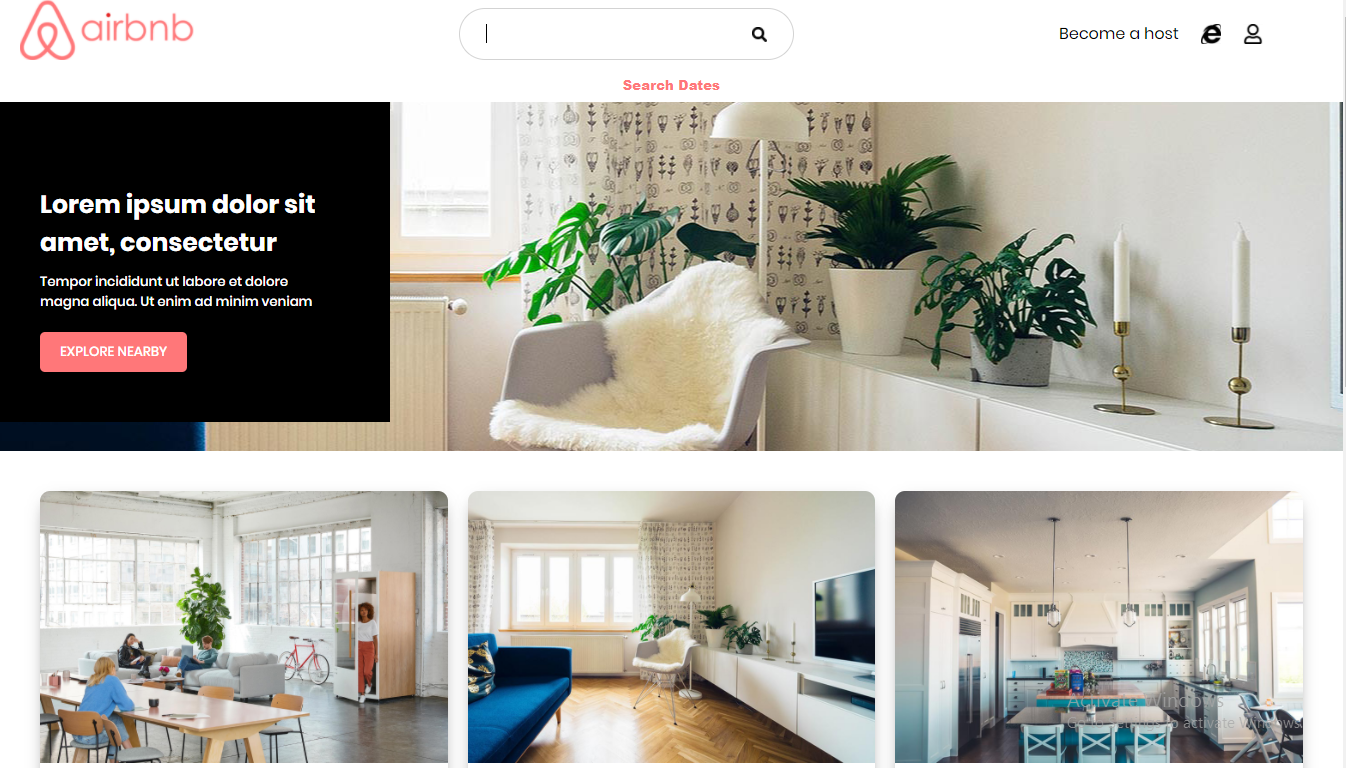 airbnb
Become a host
Search Dates
Lorem ipsum dolor sit
amet, consectetur
Tempor incididunt ut labore et dolore
magna aliqua. Ut enim ad minim veniam
EXPLORE NEARBY
Activate Windows
Go to Settings to activate Windows.